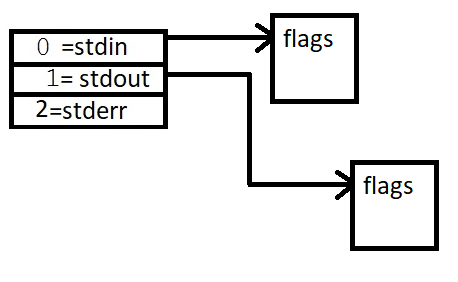 0 =stdin
1= stdout
2=stderr
flags
flags